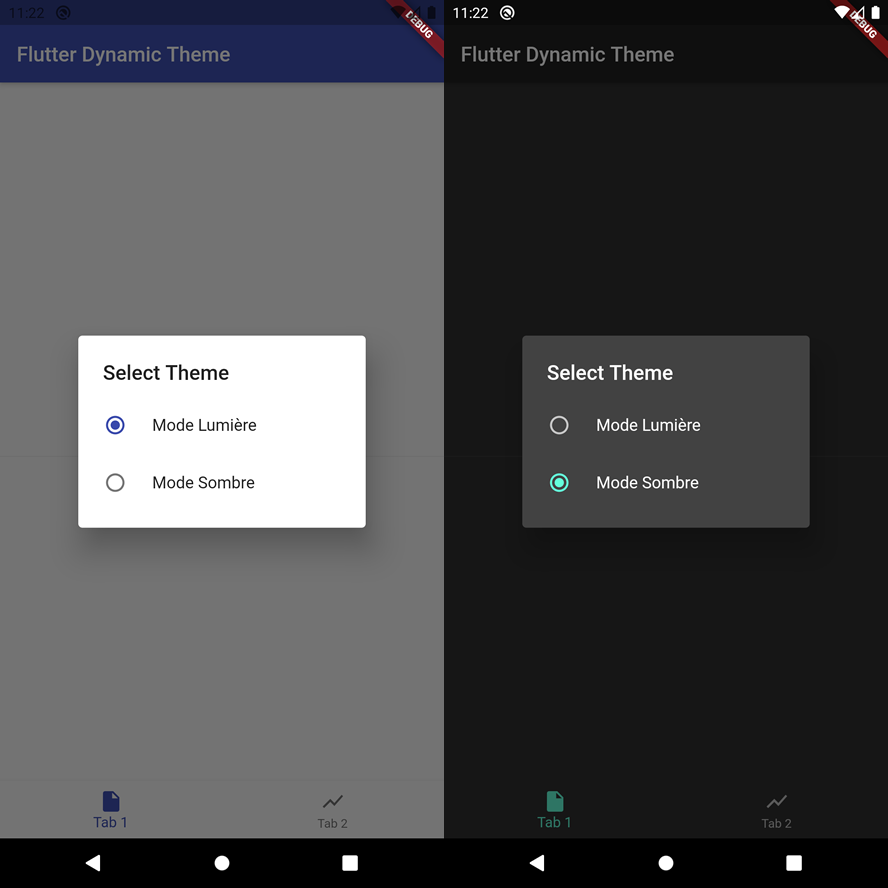 11:22
DEBUG
Flutter Dynamic Theme
Select Theme
Mode Lumière
Mode Sombre
Tab 1
Tab 2
11:22
DEBUG
Flutter Dynamic Theme
Select Theme
Mode Lumière
Mode Sombre
Tab 1
Tab 2